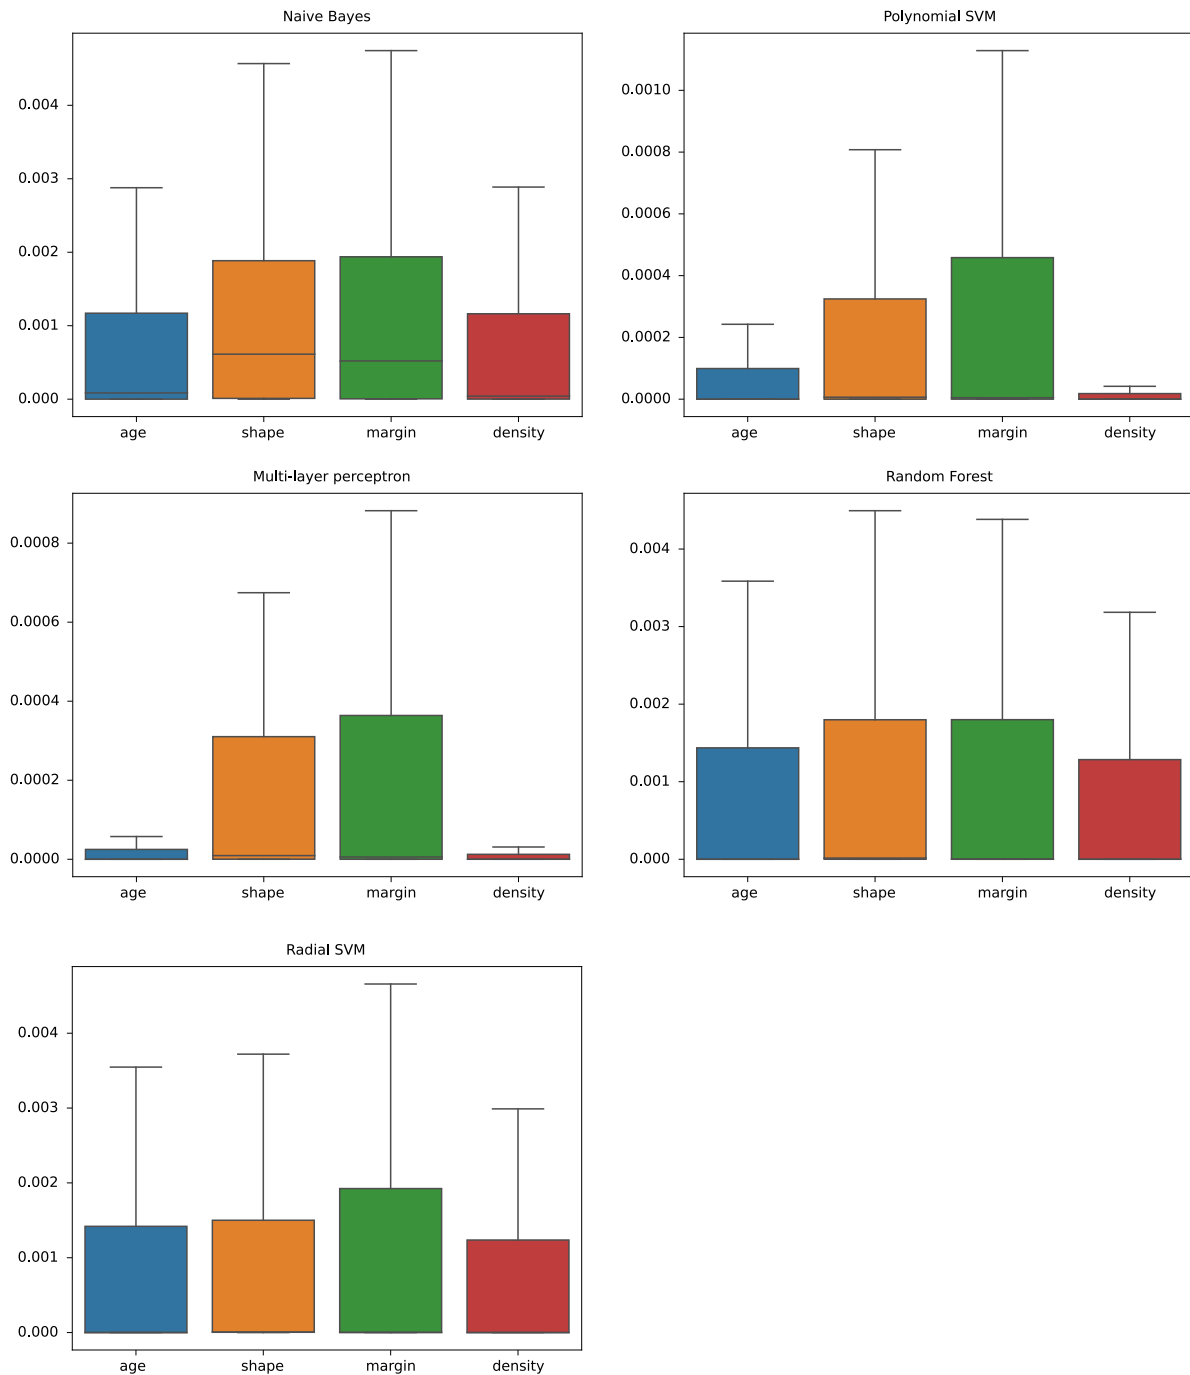 Naive Bayes
0.004
0.003
0.002
0.001
0.000
age shape margin density
Polynomial SVM
0.0010
0.0008
0.0006
0.0004
0.0002
0.0000
age shape margin density
Multi-layer perceptron
0.0008
0.0006
0.0004
0.0002
0.0000
age shape margin density
Random Forest
0.004
0.003
0.002
0.001
0.000
age shape margin density
Radial SVM
0.004
0.003
0.002
0.001
0.000
age shape margin density